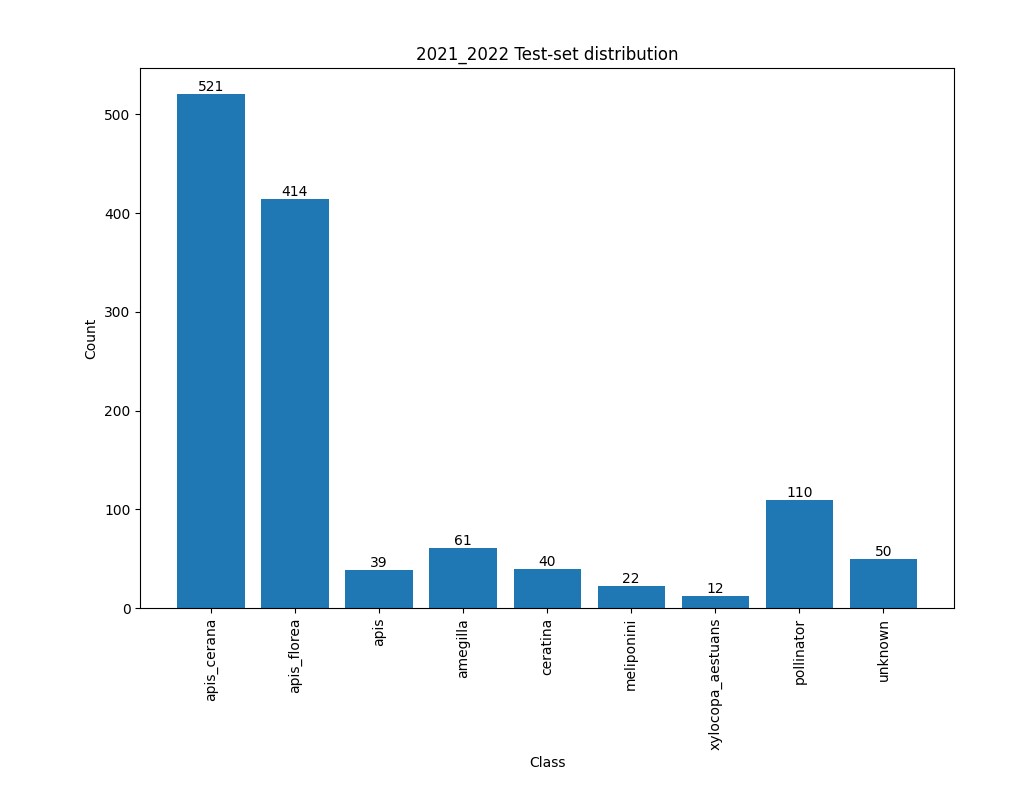 2021_2022 Test-set distribution
521
414
39
61
40
22
12
110
50
500
400
300
200
100
0
Count
apis_cerana
apis_florea
apis
amegilla
ceratina
meliponini
xylocopa_aestuans
pollinator
unknown
Class